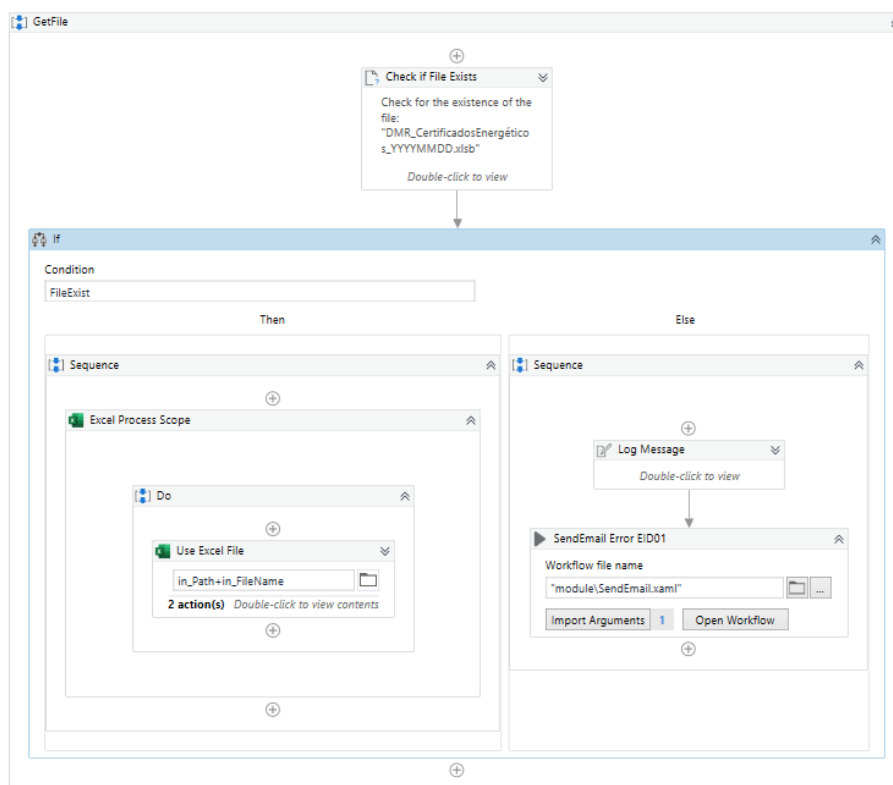 GetFile
Check if File Exists
Check for the existence of the
file:
"DMR_CertificadosEnergético
s_YYYYMMDD.xlsb"
Double-click to view
If
Condition
FileExist
Then
Else
Sequence
Excel Process Scope
Do
Use Excel File
in_Path+in_FileName
2 action(s) Double-click to view contents
Sequence
Log Message
Double-click to view
SendEmail Error EID01
Workflow file name
"module\SendEmail.xaml"
...
Import Arguments 1 Open Workflow